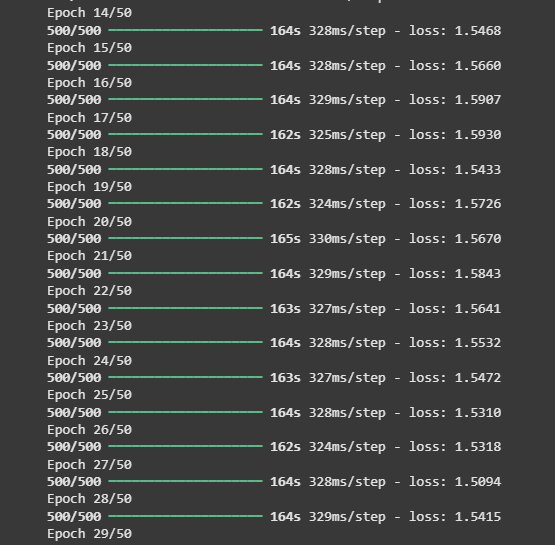 Epoch 14/50
500/500 ━━━━━━━━━━━━━━━━━━━━ 164s 328ms/step - loss: 1.5468
Epoch 15/50
500/500 ━━━━━━━━━━━━━━━━━━━━ 164s 328ms/step - loss: 1.5660
Epoch 16/50
500/500 ━━━━━━━━━━━━━━━━━━━━ 164s 329ms/step - loss: 1.5907
Epoch 17/50
500/500 ━━━━━━━━━━━━━━━━━━━━ 162s 325ms/step - loss: 1.5930
Epoch 18/50
500/500 ━━━━━━━━━━━━━━━━━━━━ 164s 328ms/step - loss: 1.5433
Epoch 19/50
500/500 ━━━━━━━━━━━━━━━━━━━━ 162s 324ms/step - loss: 1.5726
Epoch 20/50
500/500 ━━━━━━━━━━━━━━━━━━━━ 165s 330ms/step - loss: 1.5670
Epoch 21/50
500/500 ━━━━━━━━━━━━━━━━━━━━ 164s 329ms/step - loss: 1.5843
Epoch 22/50
500/500 ━━━━━━━━━━━━━━━━━━━━ 163s 327ms/step - loss: 1.5641
Epoch 23/50
500/500 ━━━━━━━━━━━━━━━━━━━━ 164s 328ms/step - loss: 1.5532
Epoch 24/50
500/500 ━━━━━━━━━━━━━━━━━━━━ 163s 327ms/step - loss: 1.5472
Epoch 25/50
500/500 ━━━━━━━━━━━━━━━━━━━━ 164s 328ms/step - loss: 1.5310
Epoch 26/50
500/500 ━━━━━━━━━━━━━━━━━━━━ 162s 324ms/step - loss: 1.5318
Epoch 27/50
500/500 ━━━━━━━━━━━━━━━━━━━━ 164s 328ms/step - loss: 1.5094
Epoch 28/50
500/500 ━━━━━━━━━━━━━━━━━━━━ 164s 329ms/step - loss: 1.5415
Epoch 29/50